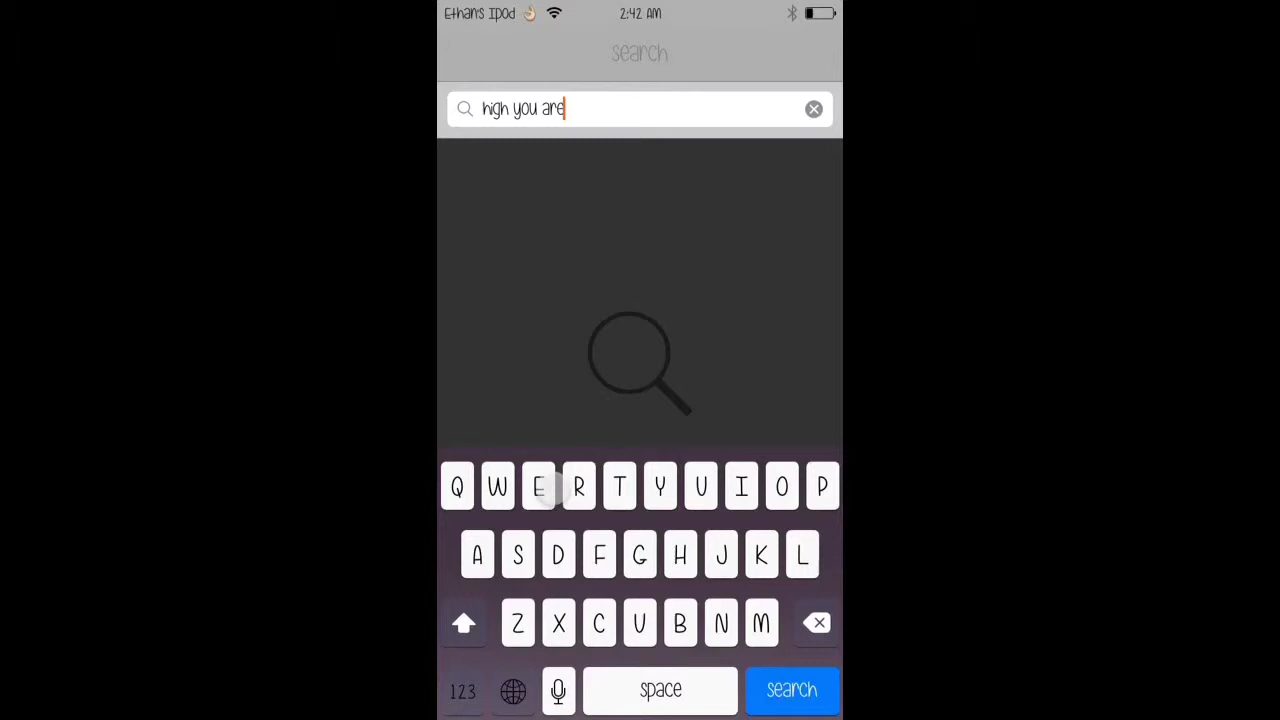 Ethan's Ipod 👌🏼 2:42 AM
search
high you are
Q W E R T Y U I O P
A S D F G H J K L
Z X C U B N M
123 space search